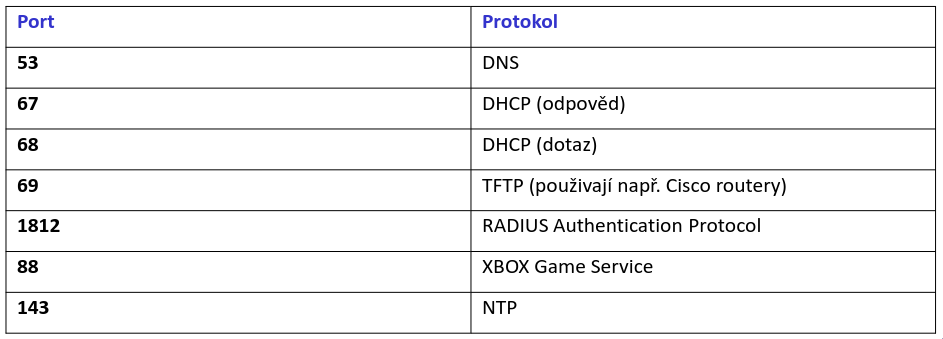 Port Protokol
53 DNS
67 DHCP (odpověd)
68 DHCP (dotaz)
69 TFTP (použivají např. Cisco routery)
1812 RADIUS Authentication Protocol
88 XBOX Game Service
143 NTP